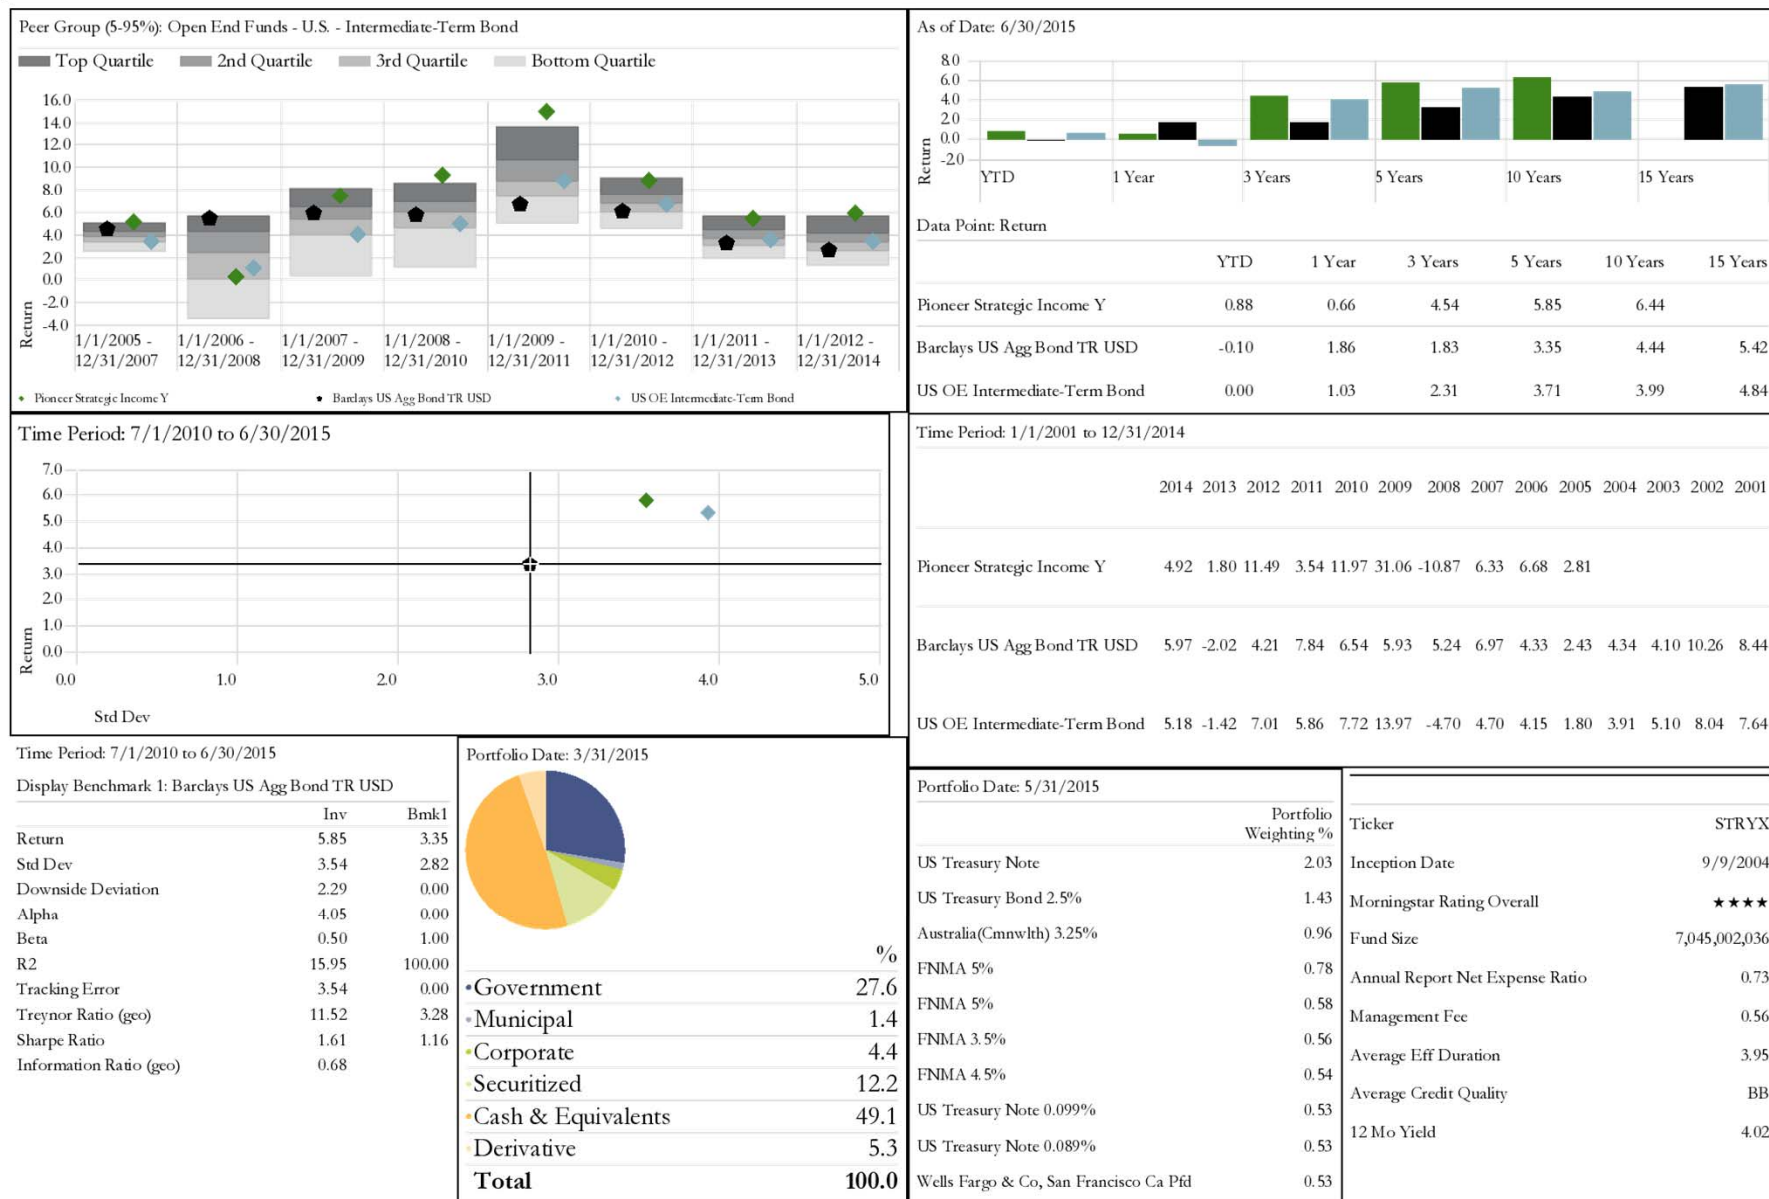 Peer Group (5-95%): Open End Funds - U.S. - Intermediate-Term Bond
Top Quartile 2nd Quartile 3rd Quartile Bottom Quartile
16.0
14.0
12.0
10.0
8.0
6.0
4.0
2.0
0.0
-2.0
-4.0
Return
1/1/2005 - 12/31/2007
1/1/2006 - 12/31/2008
1/1/2007 - 12/31/2009
1/1/2008 - 12/31/2010
1/1/2009 - 12/31/2011
1/1/2010 - 12/31/2012
1/1/2011 - 12/31/2013
1/1/2012 - 12/31/2014
Pioneer Strategic Income Y Barclays US Agg Bond TR USD US OE Intermediate-Term Bond
As of Date: 6/30/2015
8.0
6.0
4.0
2.0
0.0
-2.0
Return
YTD 1 Year 3 Years 5 Years 10 Years 15 Years
Data Point: Return
YTD 1 Year 3 Years 5 Years 10 Years 15 Years
Pioneer Strategic Income Y 0.88 0.66 4.54 5.85 6.44
Barclays US Agg Bond TR USD -0.10 1.86 1.83 3.35 4.44 5.42
US OE Intermediate-Term Bond 0.00 1.03 2.31 3.71 3.99 4.84
Time Period: 7/1/2010 to 6/30/2015
7.0
6.0
5.0
4.0
3.0
2.0
1.0
0.0
Return
0.0 1.0 2.0 3.0 4.0 5.0
Std Dev
Time Period: 1/1/2001 to 12/31/2014
2014 2013 2012 2011 2010 2009 2008 2007 2006 2005 2004 2003 2002 2001
Pioneer Strategic Income Y 4.92 1.80 11.49 3.54 11.97 31.06 -10.87 6.33 6.68 2.81
Barclays US Agg Bond TR USD 5.97 -2.02 4.21 7.84 6.54 5.93 5.24 6.97 4.33 2.43 4.34 4.10 10.26 8.44
US OE Intermediate-Term Bond 5.18 -1.42 7.01 5.86 7.72 13.97 -4.70 4.70 4.15 1.80 3.91 5.10 8.04 7.64
Time Period: 7/1/2010 to 6/30/2015
Display Benchmark 1: Barclays US Agg Bond TR USD
Inv Bmk1
Return 5.85 3.35
Std Dev 3.54 2.82
Downside Deviation 2.29 0.00
Alpha 4.05 0.00
Beta 0.50 1.00
R2 15.95 100.00
Tracking Error 3.54 0.00
Treynor Ratio (geo) 11.52 3.28
Sharpe Ratio 1.61 1.16
Information Ratio (geo) 0.68
Portfolio Date: 3/31/2015
%
•Government 27.6
•Municipal 1.4
•Corporate 4.4
•Securitized 12.2
•Cash & Equivalents 49.1
•Derivative 5.3
Total 100.0
Portfolio Date: 5/31/2015
Portfolio
Weighting %
US Treasury Note 2.03
US Treasury Bond 2.5% 1.43
Australia(Cmnwlth) 3.25% 0.96
FNMA 5% 0.78
FNMA 5% 0.58
FNMA 3.5% 0.56
FNMA 4.5% 0.54
US Treasury Note 0.099% 0.53
US Treasury Note 0.089% 0.53
Wells Fargo & Co, San Francisco Ca Pfd 0.53
Ticker STRYX
Inception Date 9/9/2004
Morningstar Rating Overall ★★★★
Fund Size 7,045,002,036
Annual Report Net Expense Ratio 0.73
Management Fee 0.56
Average Eff Duration 3.95
Average Credit Quality BB
12 Mo Yield 4.02